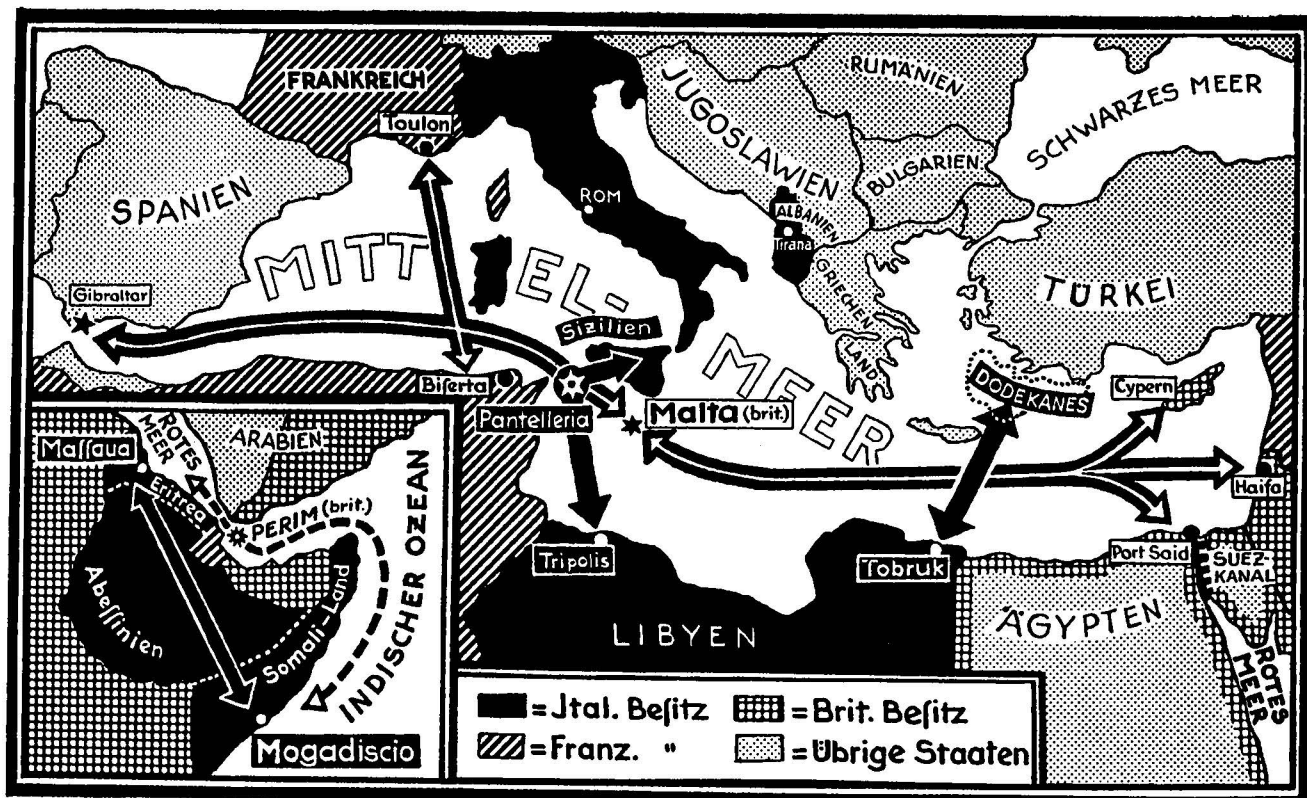 FRANKREICH
Toulon
SPANIEN
Gibraltar
MITTEL-
MEER
ROM
JUGOSLAWIEN
RUMÄNIEN
BULGARIEN
SCHWARZES MEER
ALBANIEN
Tirana
GRIECHEN
LAND
TÜRKEI
Sizilien
Biſerta
Pantelleria
Malta (brit.)
DODEKANES
Cypern
Haifa
Port Said
SUEZ-
KANAL
Tripolis
Tobruk
LIBYEN
ÄGYPTEN
ROTES
MEER
ROTES
MEER
ARABIEN
Maſſaua
Eritrea
PERIM (brit.)
Abeſſinien
Somali-Land
INDISCHER OZEAN
Mogadiscio
= Jtal. Beſitz
= Brit. Beſitz
= Franz. "
= Übrige Staaten